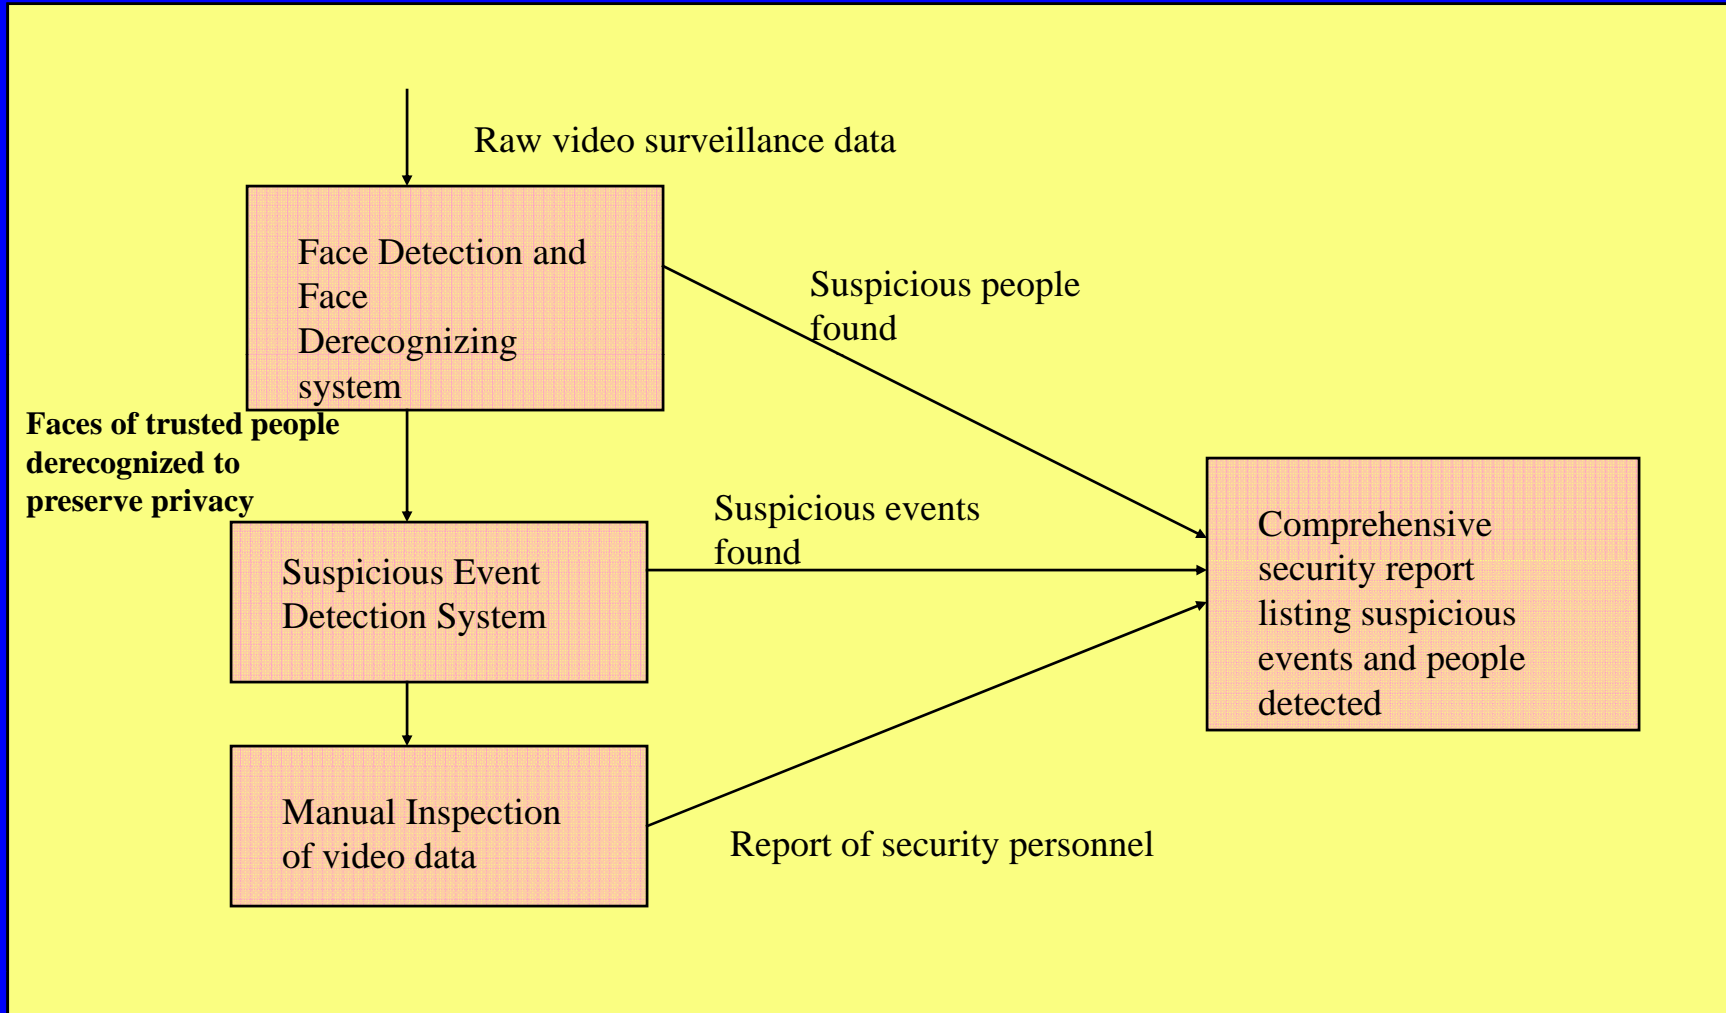 Raw video surveillance data
Face Detection and
Face
Derecognizing
system
Suspicious people
found
Faces of trusted people
derecognized to
preserve privacy
Suspicious events
found
Suspicious Event
Detection System
Comprehensive
security report
listing suspicious
events and people
detected
Manual Inspection
of video data
Report of security personnel